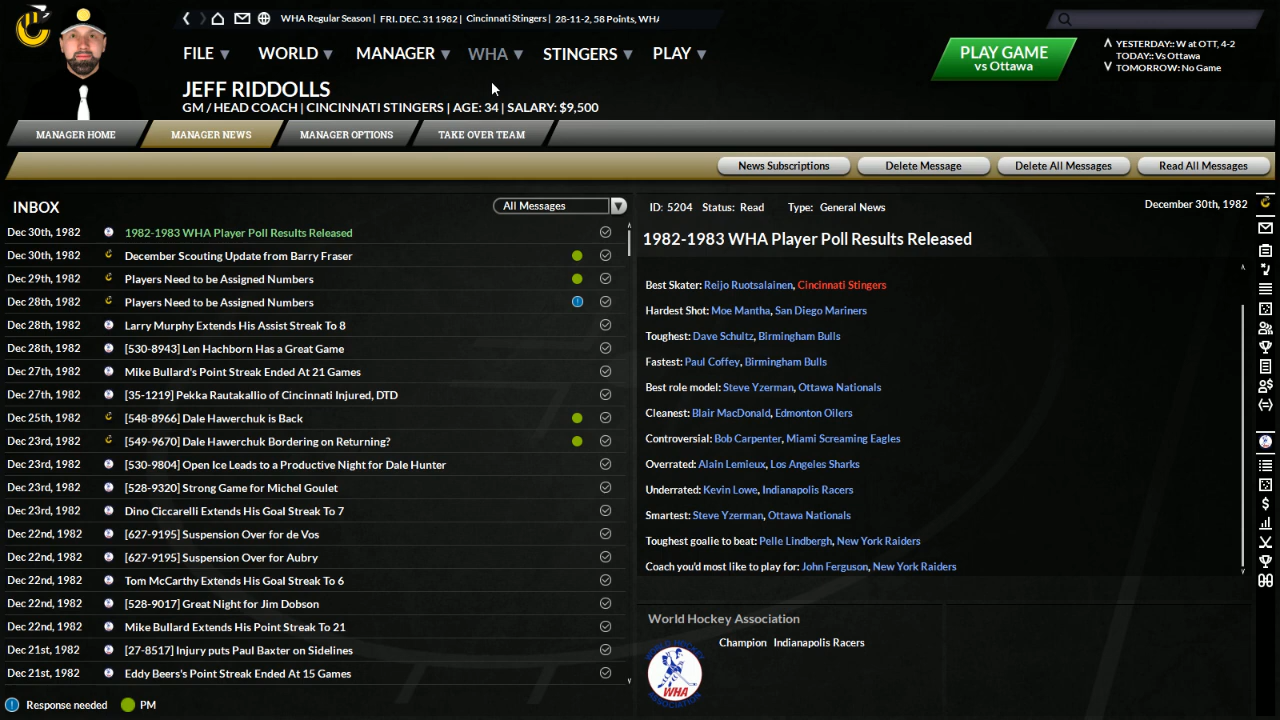 WHA Regular Season | FRI. DEC. 31 1982 | Cincinnati Stingers | 28-11-2, 58 Points, WHA
FILE WORLD MANAGER WHA STINGERS PLAY
PLAY GAME
vs Ottawa
YESTERDAY:: W at OTT, 4-2
TODAY:: Vs Ottawa
TOMORROW: No Game
JEFF RIDDOLLS
GM / HEAD COACH | CINCINNATI STINGERS | AGE: 34 | SALARY: $9,500
MANAGER HOME MANAGER NEWS MANAGER OPTIONS TAKE OVER TEAM
News Subscriptions Delete Message Delete All Messages Read All Messages
INBOX All Messages
Dec 30th, 1982 1982-1983 WHA Player Poll Results Released
Dec 30th, 1982 December Scouting Update from Barry Fraser
Dec 29th, 1982 Players Need to be Assigned Numbers
Dec 28th, 1982 Players Need to be Assigned Numbers
Dec 28th, 1982 Larry Murphy Extends His Assist Streak To 8
Dec 28th, 1982 [530-8943] Len Hachborn Has a Great Game
Dec 27th, 1982 Mike Bullard's Point Streak Ended At 21 Games
Dec 27th, 1982 [35-1219] Pekka Rautakallio of Cincinnati Injured, DTD
Dec 25th, 1982 [548-8966] Dale Hawerchuk is Back
Dec 23rd, 1982 [549-9670] Dale Hawerchuk Bordering on Returning?
Dec 23rd, 1982 [530-9804] Open Ice Leads to a Productive Night for Dale Hunter
Dec 23rd, 1982 [528-9320] Strong Game for Michel Goulet
Dec 23rd, 1982 Dino Ciccarelli Extends His Goal Streak To 7
Dec 22nd, 1982 [627-9195] Suspension Over for de Vos
Dec 22nd, 1982 [627-9195] Suspension Over for Aubry
Dec 22nd, 1982 Tom McCarthy Extends His Goal Streak To 6
Dec 22nd, 1982 [528-9017] Great Night for Jim Dobson
Dec 22nd, 1982 Mike Bullard Extends His Point Streak To 21
Dec 21st, 1982 [27-8517] Injury puts Paul Baxter on Sidelines
Dec 21st, 1982 Eddy Beers's Point Streak Ended At 15 Games
Response needed PM
ID: 5204 Status: Read Type: General News December 30th, 1982
1982-1983 WHA Player Poll Results Released
Best Skater: Reijo Ruotsalainen, Cincinnati Stingers
Hardest Shot: Moe Mantha, San Diego Mariners
Toughest: Dave Schultz, Birmingham Bulls
Fastest: Paul Coffey, Birmingham Bulls
Best role model: Steve Yzerman, Ottawa Nationals
Cleanest: Blair MacDonald, Edmonton Oilers
Controversial: Bob Carpenter, Miami Screaming Eagles
Overrated: Alain Lemieux, Los Angeles Sharks
Underrated: Kevin Lowe, Indianapolis Racers
Smartest: Steve Yzerman, Ottawa Nationals
Toughest goalie to beat: Pelle Lindbergh, New York Raiders
Coach you'd most like to play for: John Ferguson, New York Raiders
World Hockey Association
Champion Indianapolis Racers
WORLD HOCKEY
WHA
ASSOCIATION